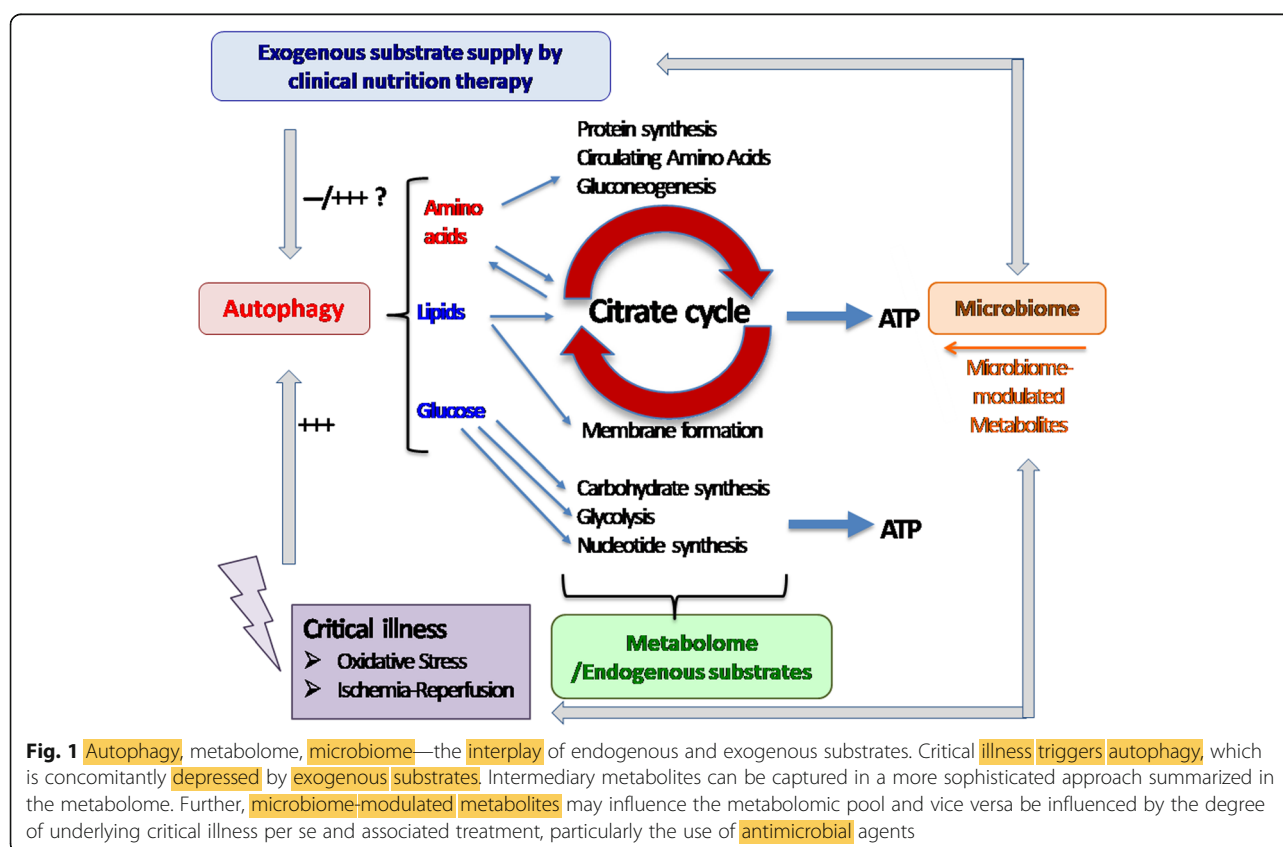 Exogenous substrate supply by
clinical nutrition therapy
Protein synthesis
Circulating Amino Acids
Gluconeogenesis
–/+++ ?
Amino
acids
Autophagy
Lipids
Citrate cycle
ATP
Microbiome
Microbiome-
modulated
Metabolites
Glucose
+++
Membrane formation
Carbohydrate synthesis
Glycolysis
Nucleotide synthesis
ATP
Critical illness
➢ Oxidative Stress
➢ Ischemia-Reperfusion
Metabolome
/Endogenous substrates
Fig. 1 Autophagy, metabolome, microbiome—the interplay of endogenous and exogenous substrates. Critical illness triggers autophagy, which
is concomitantly depressed by exogenous substrates. Intermediary metabolites can be captured in a more sophisticated approach summarized in
the metabolome. Further, microbiome-modulated metabolites may influence the metabolomic pool and vice versa be influenced by the degree
of underlying critical illness per se and associated treatment, particularly the use of antimicrobial agents